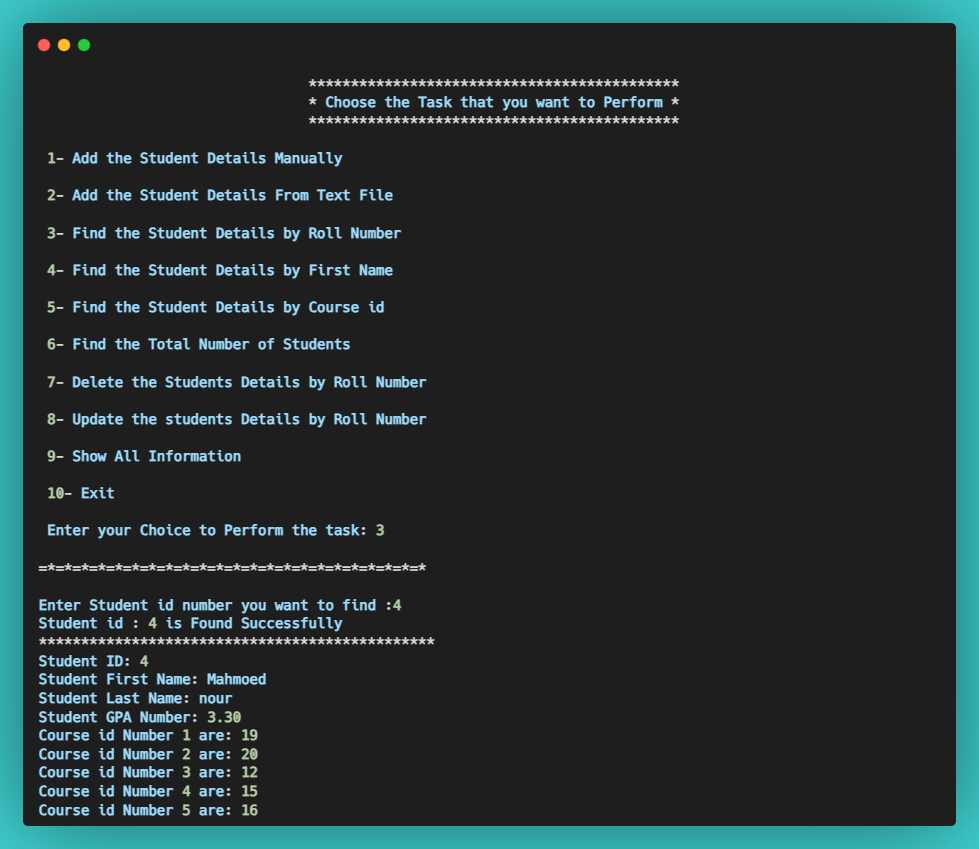 ********************************************
* Choose the Task that you want to Perform *
********************************************
1- Add the Student Details Manually
2- Add the Student Details From Text File
3- Find the Student Details by Roll Number
4- Find the Student Details by First Name
5- Find the Student Details by Course id
6- Find the Total Number of Students
7- Delete the Students Details by Roll Number
8- Update the students Details by Roll Number
9- Show All Information
10- Exit
Enter your Choice to Perform the task: 3
=*=*=*=*=*=*=*=*=*=*=*=*=*=*=*=*=*=*=*=*=*=*=*
Enter Student id number you want to find :4
Student id : 4 is Found Successfully
***********************************************
Student ID: 4
Student First Name: Mahmoed
Student Last Name: nour
Student GPA Number: 3.30
Course id Number 1 are: 19
Course id Number 2 are: 20
Course id Number 3 are: 12
Course id Number 4 are: 15
Course id Number 5 are: 16